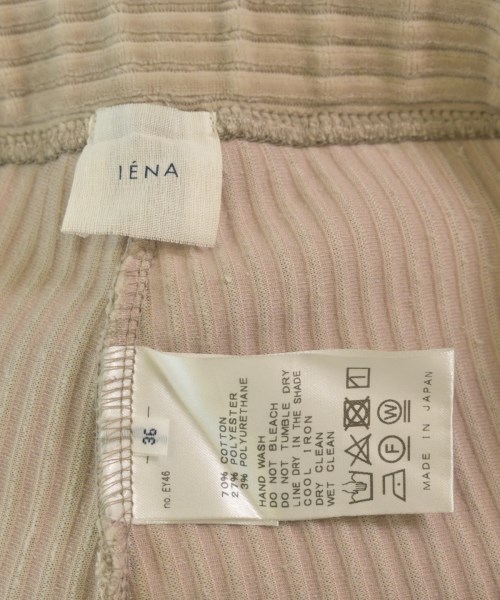 IÉNA
36
no. EY46
70% COTTON
27% POLYESTER
3% POLYURETHANE
HAND WASH
DO NOT BLEACH
DO NOT TUMBLE DRY
LINE DRY IN THE SHADE
COOL IRON
DRY CLEAN
WET CLEAN
F
W
MADE IN JAPAN